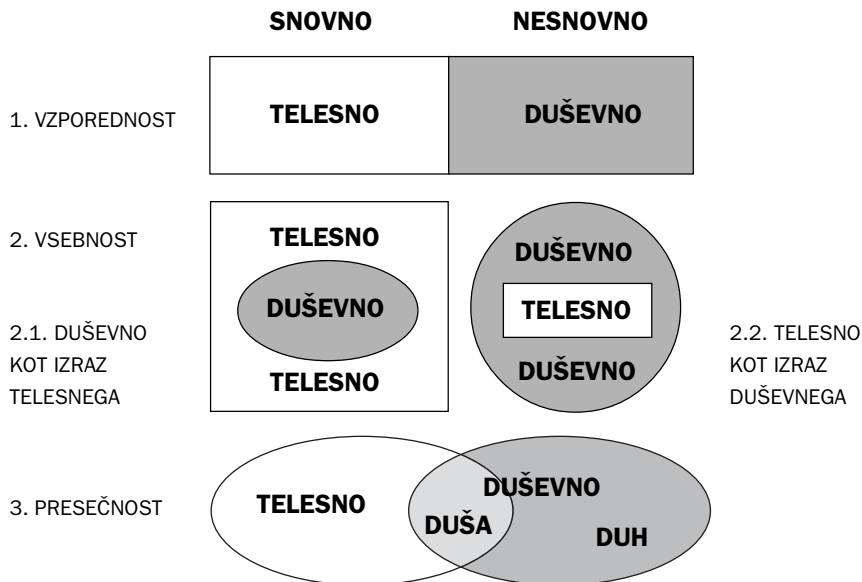 SNOVNO NESNOVNO
1. VZPOREDNOST TELESNO DUŠEVNO
2. VSEBNOST TELESNO DUŠEVNO
DUŠEVNO TELESNO
2.1. DUŠEVNO
KOT IZRAZ
TELESNEGA
TELESNO DUŠEVNO
2.2. TELESNO
KOT IZRAZ
DUŠEVNEGA
3. PRESEČNOST TELESNO DUŠEVNO
DUŠA DUH